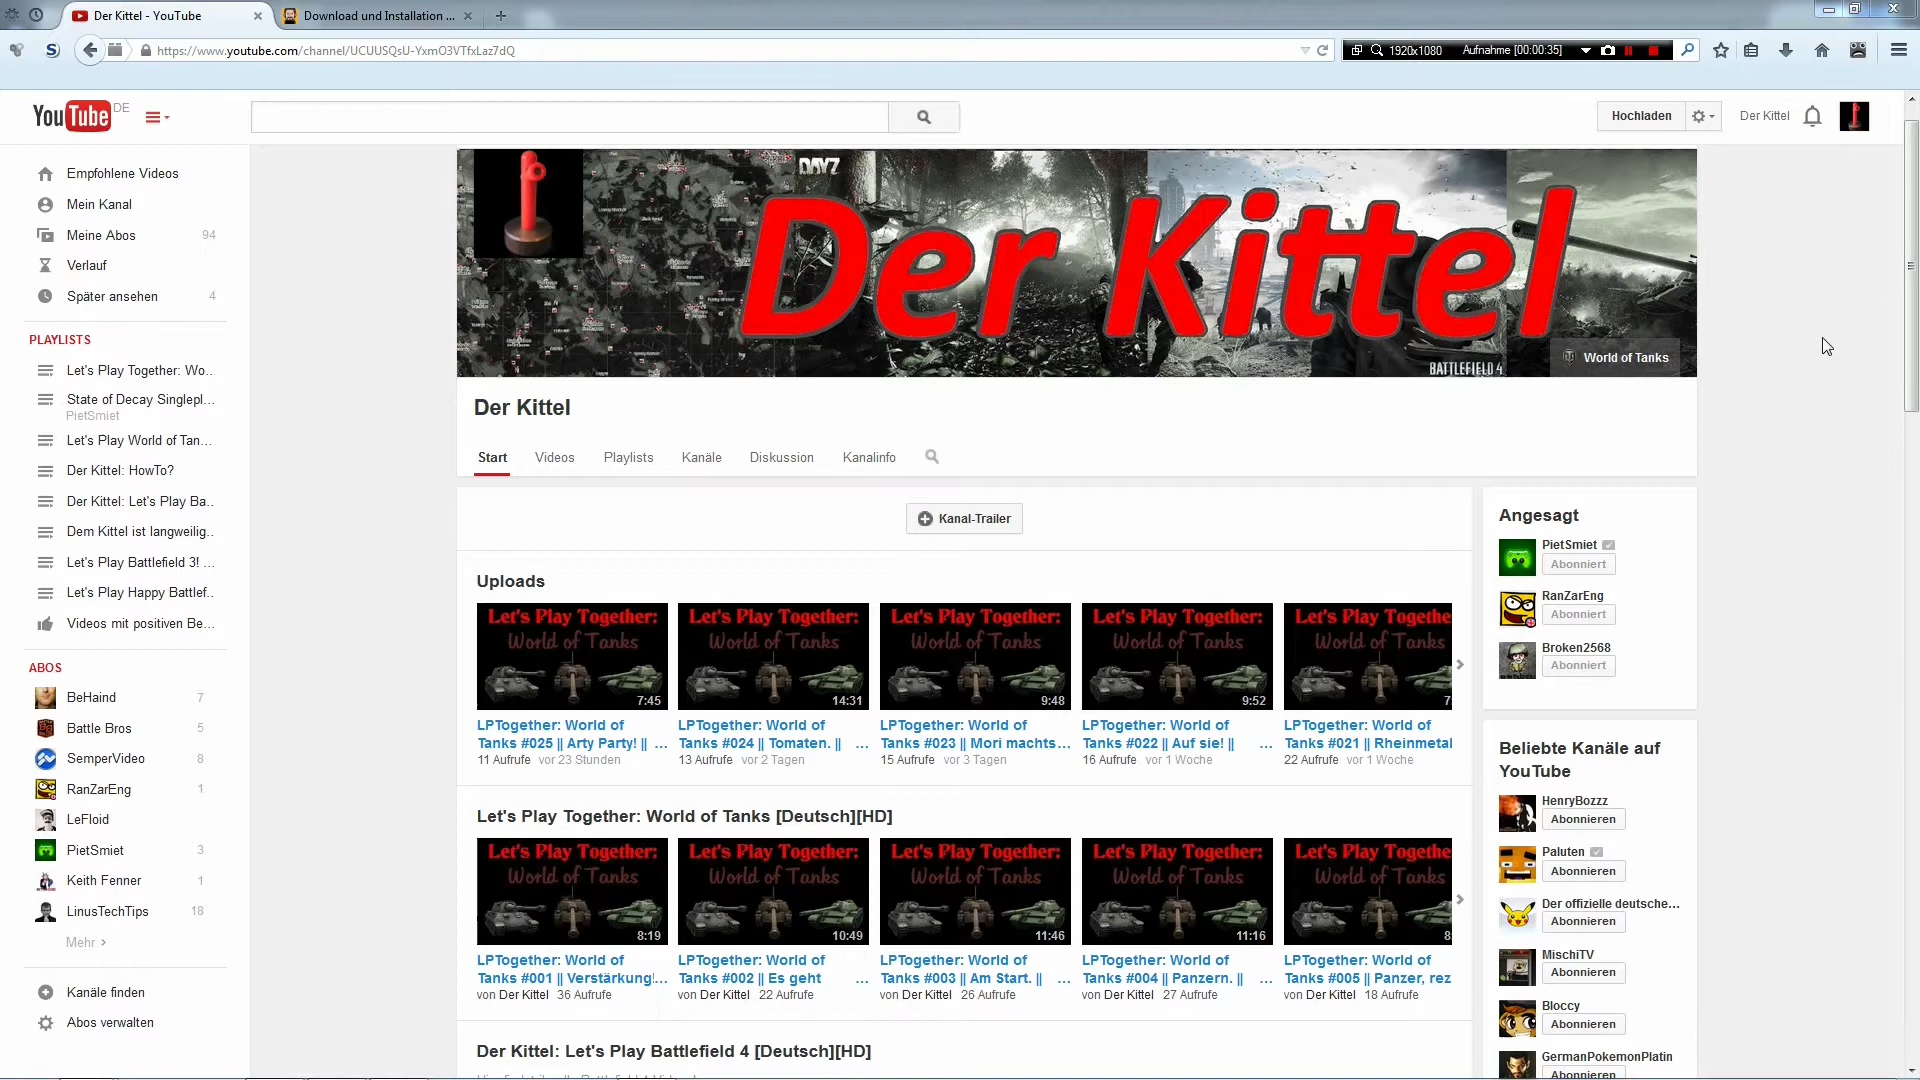 Der Kittel - YouTube
Download und Installation ...
https://www.youtube.com/channel/UCUUSQsU-YxmO3VTfxLaz7dQ
1920x1080
Aufnahme [00:00:35]
YouTube
DE
Hochladen
Der Kittel
Empfohlene Videos
Mein Kanal
Meine Abos 94
Verlauf
Später ansehen 4
PLAYLISTS
Let's Play Together: Wo...
State of Decay Singlepl...
PietSmiet
Let's Play World of Tan...
Der Kittel: HowTo?
Der Kittel: Let's Play Ba...
Dem Kittel ist langweilig...
Let's Play Battlefield 3! ...
Let's Play Happy Battlef...
Videos mit positiven Be...
ABOS
BeHaind 7
Battle Bros 5
SemperVideo 8
RanZarEng 1
LeFloid
PietSmiet 3
Keith Fenner 1
LinusTechTips 18
Mehr
Kanäle finden
Abos verwalten
DAYZ
Der Kittel
World of Tanks
BATTLEFIELD 4
Der Kittel
Start
Videos
Playlists
Kanäle
Diskussion
Kanalinfo
Kanal-Trailer
Uploads
Let's Play Together:
World of Tanks
7:45
Let's Play Together:
World of Tanks
14:31
Let's Play Together:
World of Tanks
9:48
Let's Play Together:
World of Tanks
9:52
Let's Play Together
World of Tanks
7:
LPTogether: World of
Tanks #025 || Arty Party! || ...
11 Aufrufe vor 23 Stunden
LPTogether: World of
Tanks #024 || Tomaten. || ...
13 Aufrufe vor 2 Tagen
LPTogether: World of
Tanks #023 || Mori machts...
15 Aufrufe vor 3 Tagen
LPTogether: World of
Tanks #022 || Auf sie! || ...
16 Aufrufe vor 1 Woche
LPTogether: World of
Tanks #021 || Rheinmetal
22 Aufrufe vor 1 Woche
Let's Play Together: World of Tanks [Deutsch][HD]
Let's Play Together:
World of Tanks
8:19
Let's Play Together:
World of Tanks
10:49
Let's Play Together:
World of Tanks
11:46
Let's Play Together:
World of Tanks
11:16
Let's Play Together
World of Tanks
8:
LPTogether: World of
Tanks #001 || Verstärkung!...
von Der Kittel 36 Aufrufe
LPTogether: World of
Tanks #002 || Es geht ...
von Der Kittel 22 Aufrufe
LPTogether: World of
Tanks #003 || Am Start. || ...
von Der Kittel 26 Aufrufe
LPTogether: World of
Tanks #004 || Panzern. || ...
von Der Kittel 27 Aufrufe
LPTogether: World of
Tanks #005 || Panzer, rez
von Der Kittel 18 Aufrufe
Der Kittel: Let's Play Battlefield 4 [Deutsch][HD]
Angesagt
PietSmiet
Abonniert
RanZarEng
Abonniert
Broken2568
Abonniert
Beliebte Kanäle auf
YouTube
HenryBozzz
Abonnieren
Paluten
Abonnieren
Der offizielle deutsche...
Abonnieren
MischiTV
Abonnieren
Bloccy
Abonnieren
GermanPokemonPlatin
Abonnieren